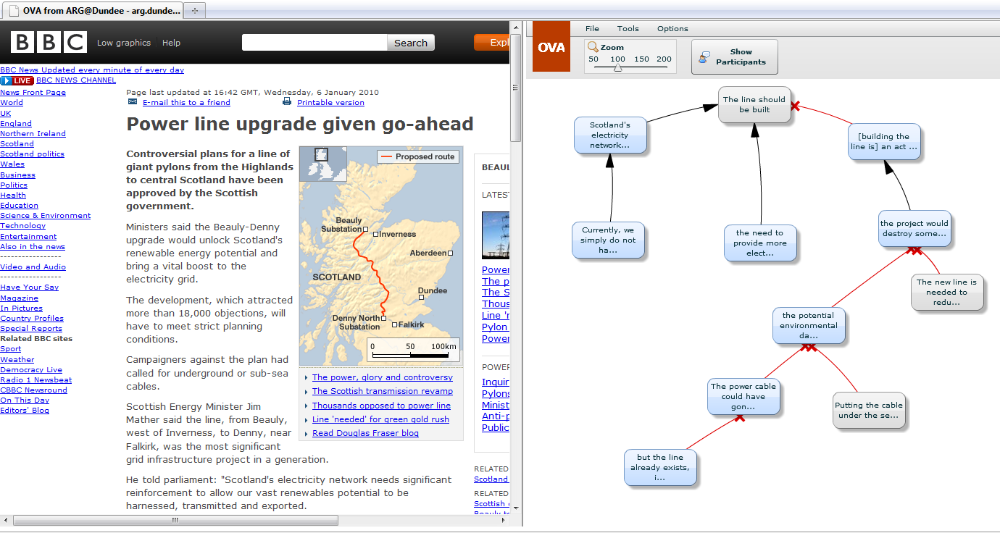 OVA from ARG@Dundee - arg.dunde...
BBC
Low graphics
Help
Search
Expl
BBC News Updated every minute of every day
LIVE BBC NEWS CHANNEL
News Front Page
World
UK
England
Northern Ireland
Scotland
Scotland politics
Wales
Business
Politics
Health
Education
Science & Environment
Technology
Entertainment
Also in the news
-----------------
Video and Audio
-----------------
Have Your Say
Magazine
In Pictures
Country Profiles
Special Reports
Related BBC sites
Sport
Weather
Democracy Live
Radio 1 Newsbeat
CBBC Newsround
On This Day
Editors' Blog
Page last updated at 16:42 GMT, Wednesday, 6 January 2010
E-mail this to a friend
Printable version
Power line upgrade given go-ahead
Controversial plans for a line of
giant pylons from the Highlands
to central Scotland have been
approved by the Scottish
government.
Ministers said the Beauly-Denny
upgrade would unlock Scotland's
renewable energy potential and
bring a vital boost to the
electricity grid.
The development, which attracted
more than 18,000 objections, will
have to meet strict planning
conditions.
Campaigners against the plan had
called for underground or sub-sea
cables.
Scottish Energy Minister Jim
Mather said the line, from Beauly,
west of Inverness, to Denny, near
Falkirk, was the most significant
grid infrastructure project in a generation.
He told parliament: "Scotland's electricity network needs significant
reinforcement to allow our vast renewables potential to be
harnessed, transmitted and exported.
Proposed route
Beauly
Substation
Inverness
Aberdeen
SCOTLAND
Dundee
Denny North
Substation
Falkirk
0 50 100km
The power, glory and controversy
The Scottish transmission revamp
Thousands opposed to power line
Line 'needed' for green gold rush
Read Douglas Fraser blog
BEAUL
LATEST
Power
The p
The S
Thous
Line 'r
Pylon
Power
POWER
Inquir
Pylons
Minist
Anti-p
Public
RELATED
Scotland
RELATED
Scottish
Beauly to
OVA
File
Tools
Options
Zoom
50 100 150 200
Show
Participants
The line should
be built
Scotland's
electricity
network...
[building the
line is] an act ...
Currently, we
simply do not
ha...
the need to
provide more
elect...
the project would
destroy some...
The new line is
needed to
redu...
the potential
environmental
da...
The power cable
could have
gon...
Putting the cable
under the se...
but the line
already exists,
i...